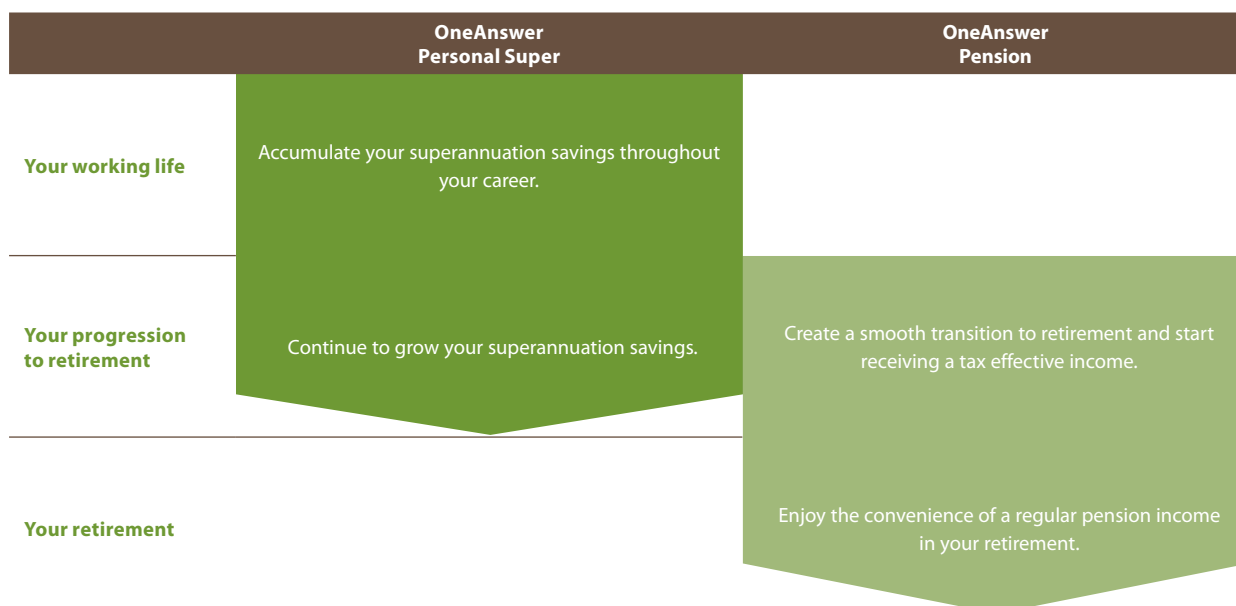 OneAnswer
Personal Super
OneAnswer
Pension
Your working life
Accumulate your superannuation savings throughout
your career.
Your progression
to retirement
Continue to grow your superannuation savings.
Create a smooth transition to retirement and start
receiving a tax effective income.
Your retirement
Enjoy the convenience of a regular pension income
in your retirement.